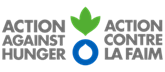 ACTION
AGAINST
HUNGER
ACTION
CONTRE
LA FAIM